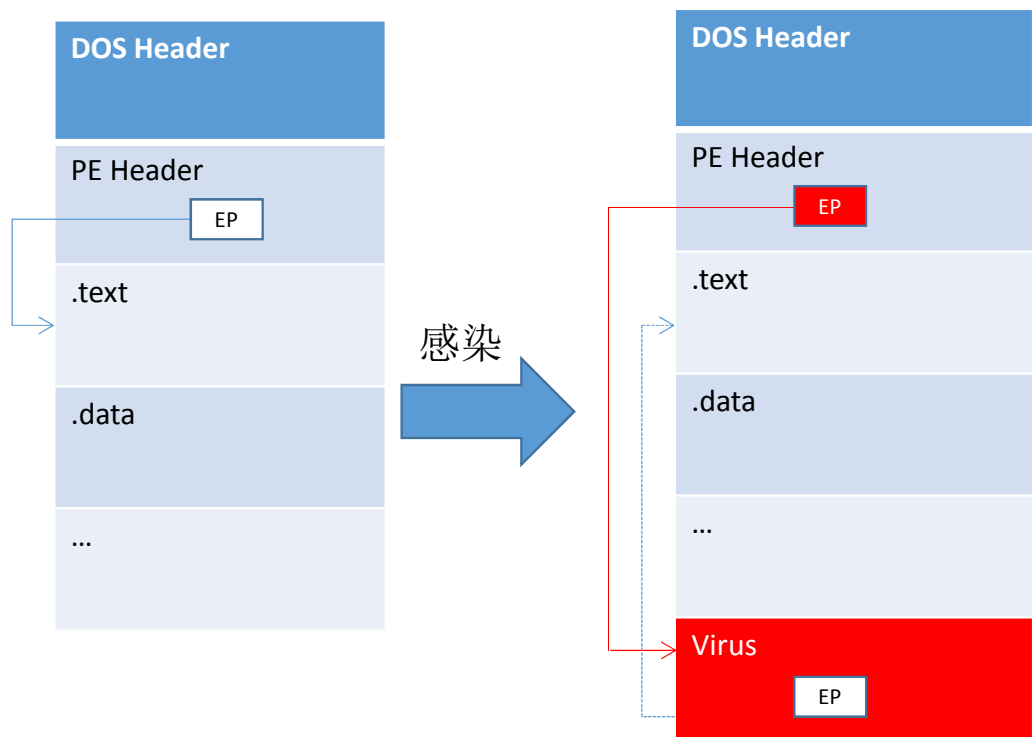 DOS Header
PE Header
EP
.text
.data
...
感染
DOS Header
PE Header
EP
.text
.data
...
Virus
EP